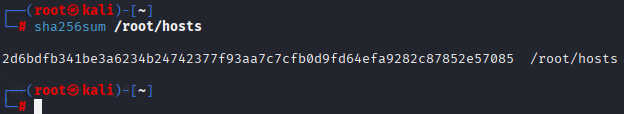 ┌──(root㉿kali)-[~]
└─# sha256sum /root/hosts
2d6bdfb341be3a6234b24742377f93aa7c7cfb0d9fd64efa9282c87852e57085  /root/hosts
┌──(root㉿kali)-[~]
└─#